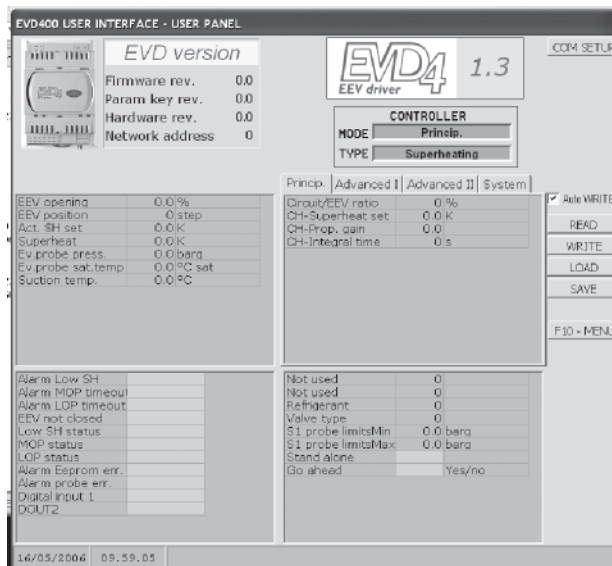 EVD400 USER INTERFACE - USER PANEL
EVD version
Firmware rev. 0.0
Param key rev. 0.0
Hardware rev. 0.0
Network address 0
EVD4
EEV driver
1.3
CONTROLLER
MODE Princip.
TYPE Superheating
COM SETUP
Princip. Advanced I Advanced II System
EEV opening 0.0 %
EEV position 0 step
Act. SH set 0.0 K
Superheat 0.0 K
Ev.probe press. 0.0 barg
Ev.probe sat.temp 0.0 ºC sat
Suction temp. 0.0 ºC
Circuit/EEV ratio 0 %
CH-Superheat set 0.0 K
CH-Prop. gain 0.0
CH-Integral time 0 s
Auto WRITE
READ
WRITE
LOAD
SAVE
F10 - MENU
Alarm Low SH
Alarm MOP timeout
Alarm LOP timeout
EEV not closed
Low SH status
MOP status
LOP status
Alarm Eeprom err.
Alarm probe err.
Digital input 1
DOUT2
Not used 0
Not used 0
Refrigerant 0
Valve type 0
S1 probe limitsMin 0.0 barg
S1 probe limitsMax 0.0 barg
Stand alone
Go ahead Yes/no
16/05/2006 09.59.05